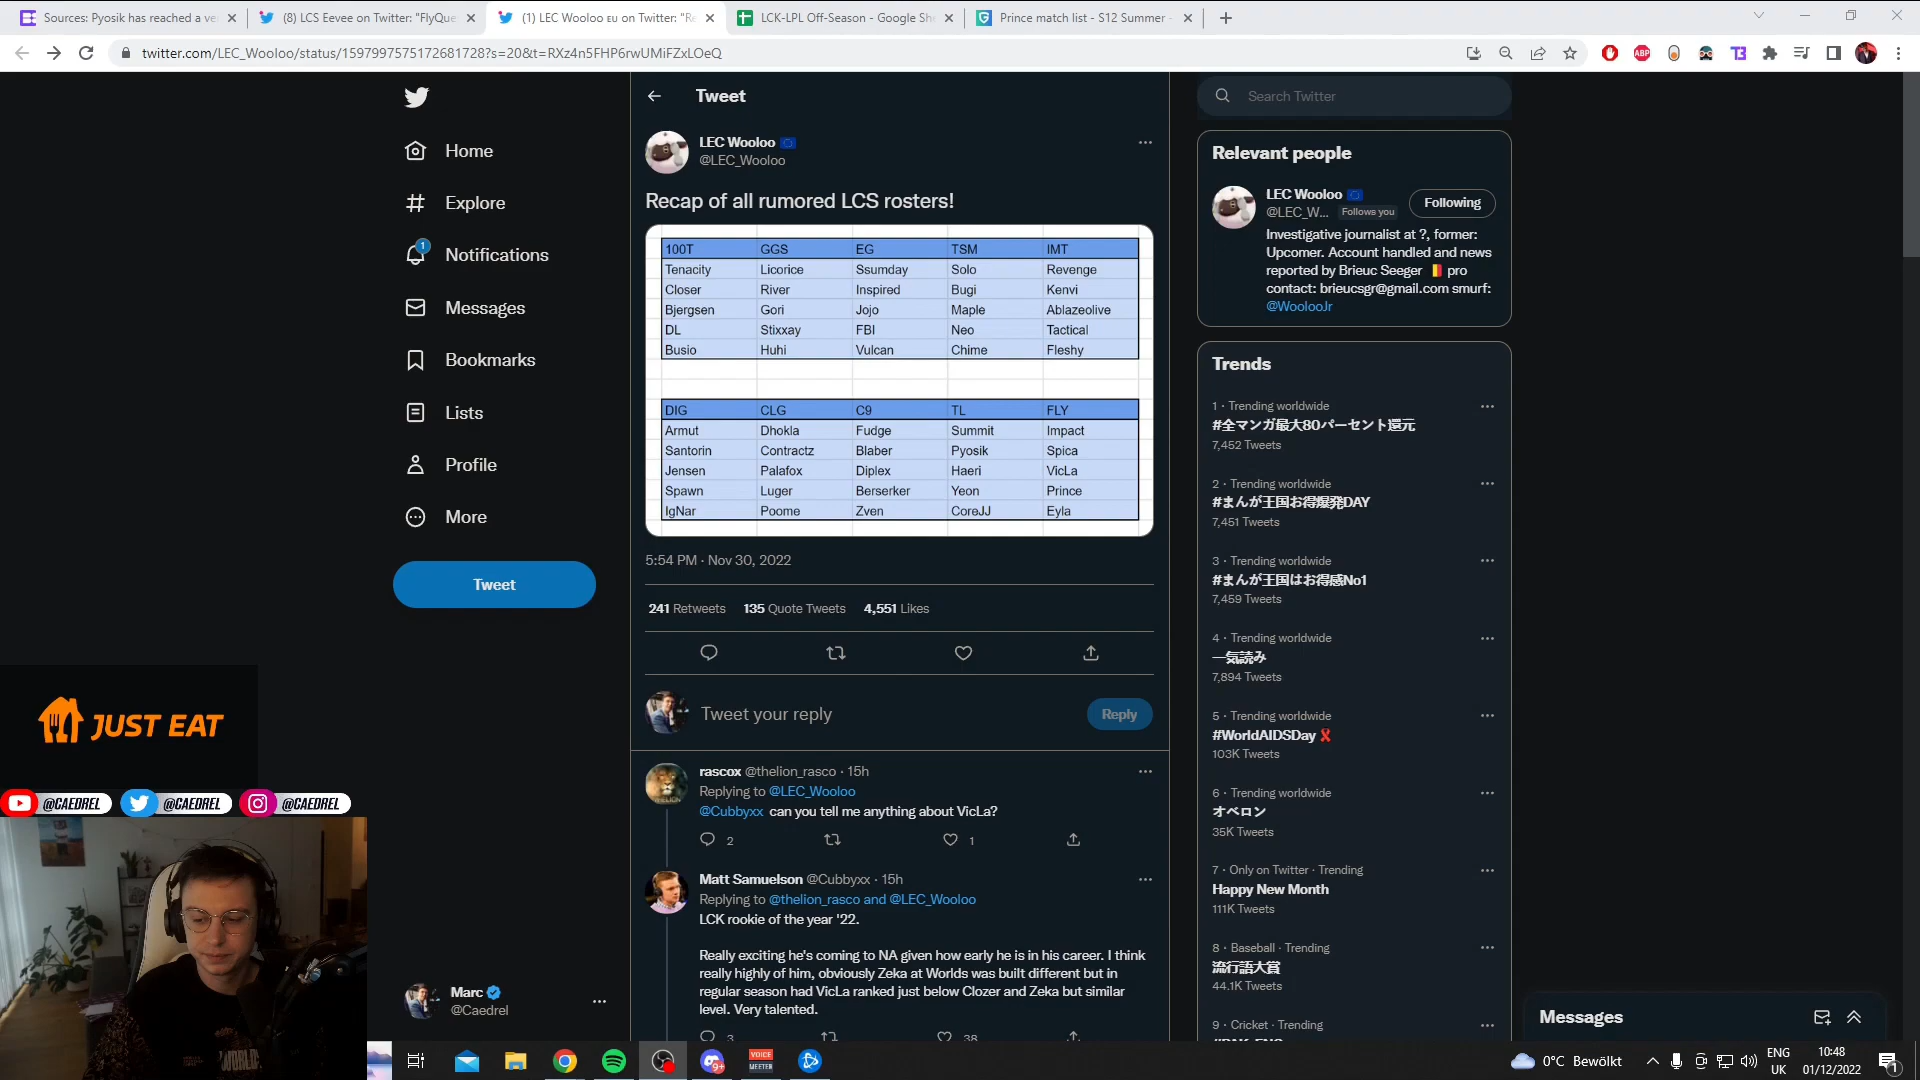 Sources: Pyosik has reached a ve
(8) LCS Eevee on Twitter: "FlyQue
(1) LEC Wooloo EU on Twitter: "Re
LCK-LPL Off-Season - Google She
Prince match list - S12 Summer -
twitter.com/LEC_Wooloo/status/1597997575172681728?s=20&t=RXz4n5FHP6rwUMiFZxLOeQ
Home
Explore
1
Notifications
Messages
Bookmarks
Lists
Profile
More
Tweet
Marc
@Caedrel
JUST EAT
@CAEDREL @CAEDREL @CAEDREL
Tweet
LEC Wooloo
@LEC_Wooloo
Recap of all rumored LCS rosters!
100T GGS EG TSM IMT
Tenacity Licorice Ssumday Solo Revenge
Closer River Inspired Bugi Kenvi
Bjergsen Gori Jojo Maple Ablazeolive
DL Stixxay FBI Neo Tactical
Busio Huhi Vulcan Chime Fleshy
DIG CLG C9 TL FLY
Armut Dhokla Fudge Summit Impact
Santorin Contractz Blaber Pyosik Spica
Jensen Palafox Diplex Haeri VicLa
Spawn Luger Berserker Yeon Prince
IgNar Poome Zven CoreJJ Eyla
5:54 PM · Nov 30, 2022
241 Retweets 135 Quote Tweets 4,551 Likes
Tweet your reply
Reply
rascox @thelion_rasco · 15h
Replying to @LEC_Wooloo
@Cubbyxx can you tell me anything about VicLa?
2 1
Matt Samuelson @Cubbyxx · 15h
Replying to @thelion_rasco and @LEC_Wooloo
LCK rookie of the year '22.
Really exciting he's coming to NA given how early he is in his career. I think
really highly of him, obviously Zeka at Worlds was built different but in
regular season had VicLa ranked just below Clozer and Zeka but similar
level. Very talented.
3 38
Search Twitter
Relevant people
LEC Wooloo
@LEC_W... Follows you
Following
Investigative journalist at ?, former:
Upcomer. Account handled and news
reported by Brieuc Seeger pro
contact: brieucsgr@gmail.com smurf:
@WoolooJr
Trends
1 · Trending worldwide
#全マンガ最大80パーセント還元
7,452 Tweets
2 · Trending worldwide
#まんが王国お得爆発DAY
7,451 Tweets
3 · Trending worldwide
#まんが王国はお得感No1
7,459 Tweets
4 · Trending worldwide
一気読み
7,894 Tweets
5 · Trending worldwide
#WorldAIDSDay
103K Tweets
6 · Trending worldwide
オベロン
35K Tweets
7 · Only on Twitter · Trending
Happy New Month
111K Tweets
8 · Baseball · Trending
流行語大賞
44.1K Tweets
9 · Cricket · Trending
Messages
VOICE
MEETER
0°C Bewölkt
ENG
UK
10:48
01/12/2022